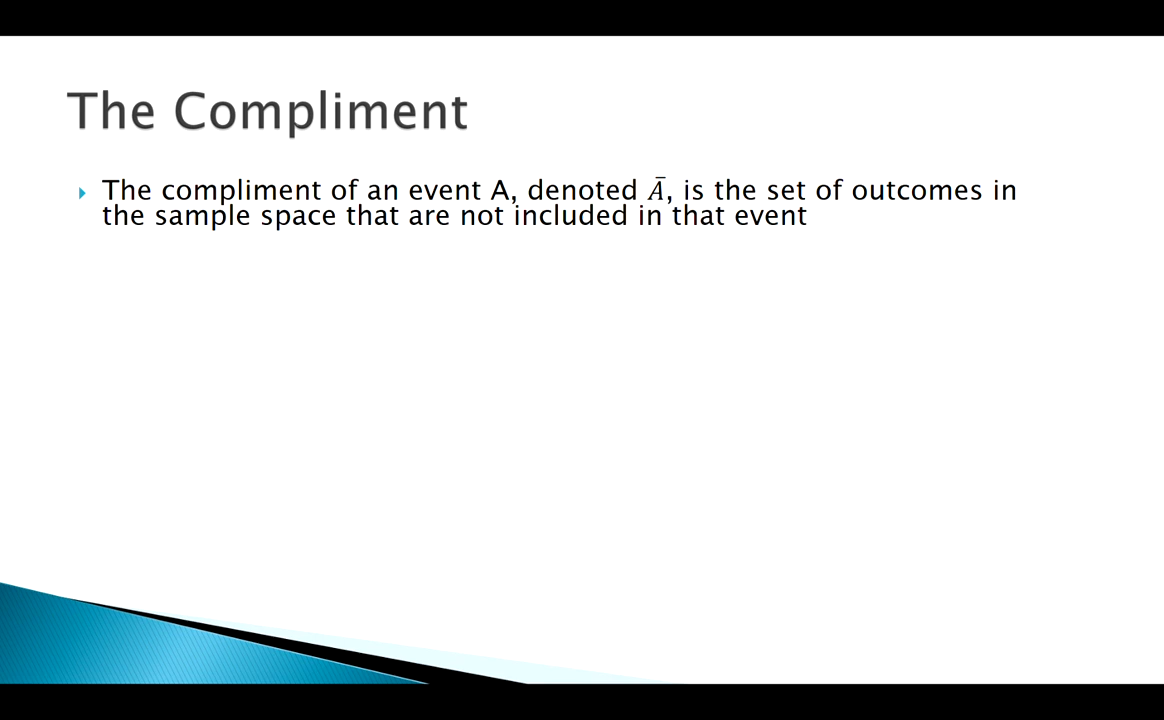 The Compliment
The compliment of an event A, denoted Ā, is the set of outcomes in
the sample space that are not included in that event